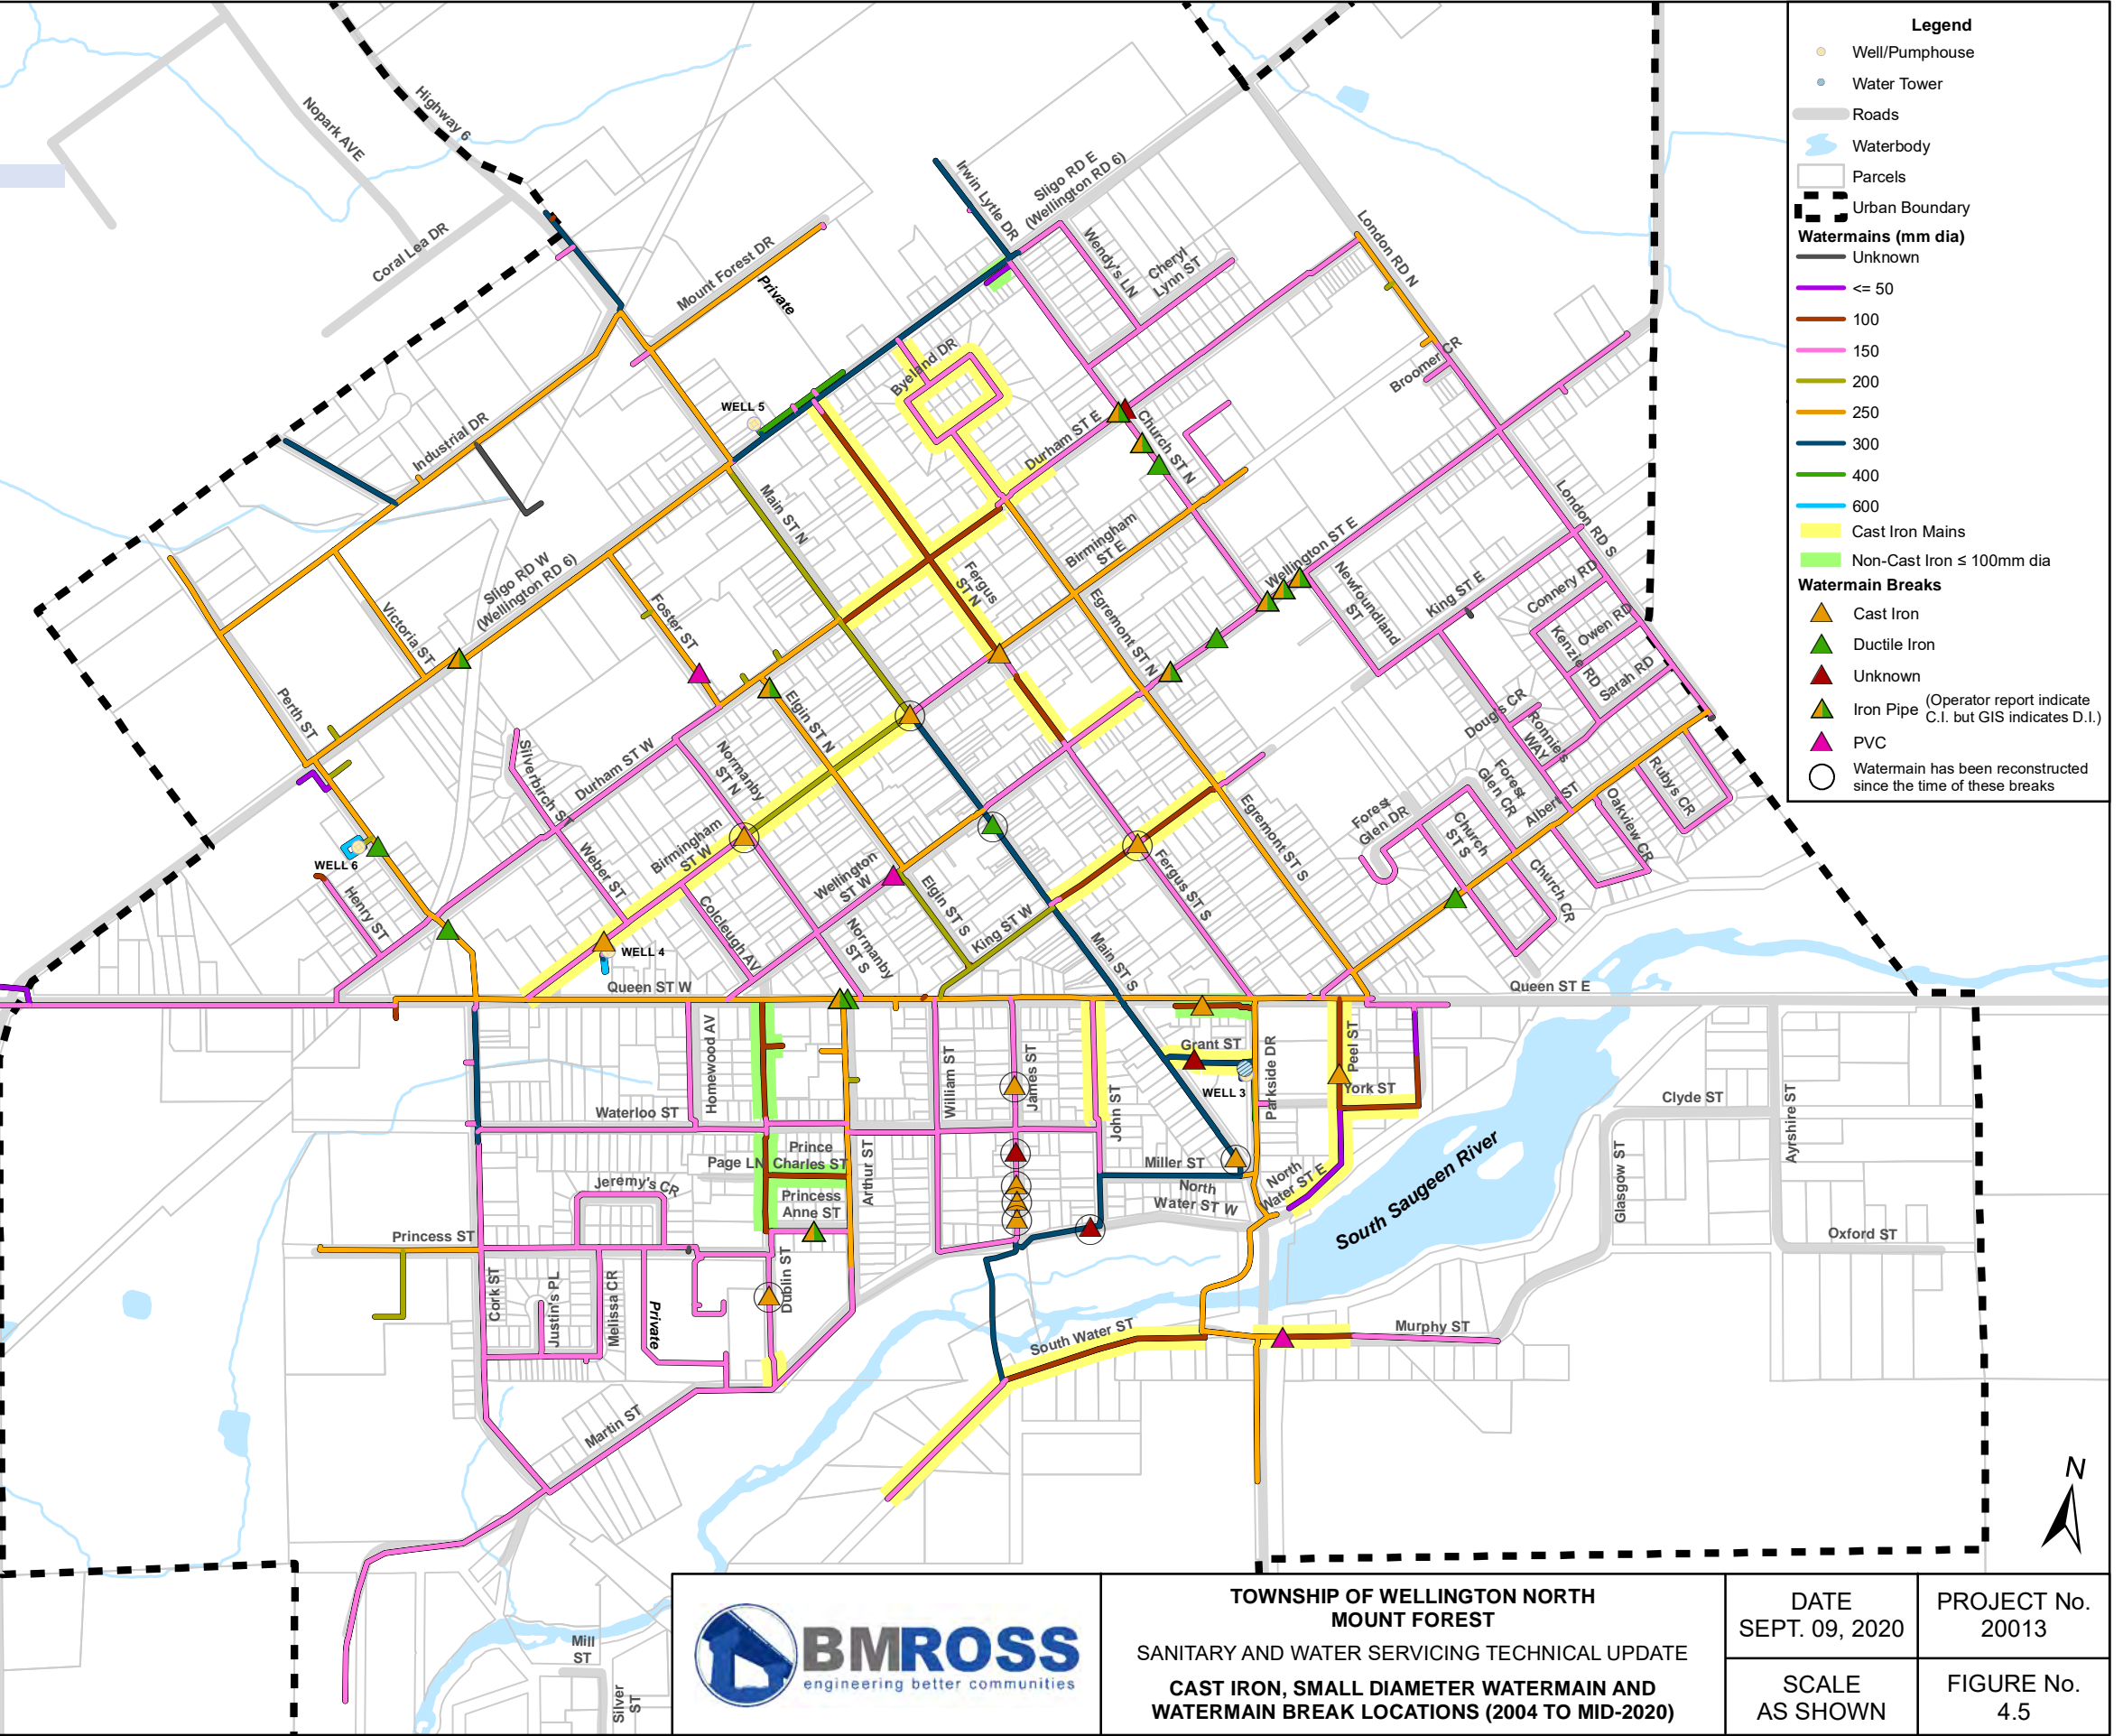 Legend
Well/Pumphouse
Water Tower
Roads
Waterbody
Parcels
Urban Boundary
Watermains (mm dia)
Unknown
<= 50
100
150
200
250
300
400
600
Cast Iron Mains
Non-Cast Iron ≤ 100mm dia
Watermain Breaks
Cast Iron
Ductile Iron
Unknown
Iron Pipe (Operator report indicate
C.I. but GIS indicates D.I.)
PVC
Watermain has been reconstructed
since the time of these breaks
Nopark AVE
Highway 6
Coral Lea DR
Mount Forest DR
Private
Irwin Lytle DR
Sligo RD E
(Wellington RD 6)
Wendy's LN
Cheryl
Lynn ST
London RD N
Broomer CR
Byeland DR
WELL 5
Industrial DR
Durham ST E
Church ST N
Main ST N
Birmingham
ST E
Wellington ST E
London RD S
Sligo RD W
(Wellington RD 6)
Victoria ST
Foster ST
Fergus
ST N
Egremont ST N
Newfoundland
ST
King ST E
Connery RD
Owen RD
Kenzie RD
Sarah RD
Perth ST
Elgin ST N
Doug's CR
Ronnies
WAY
Silverbirch ST
Durham ST W
Normanby
ST N
Forest
Glen CR
Rubys CR
Albert ST
Oakview CR
Forest
Glen DR
Church
ST S
Church CR
Egremont ST S
WELL 6
Henry ST
Weber ST
Birmingham
ST W
Wellington
ST W
Elgin ST S
Fergus ST S
Colcleugh AV
Normanby
ST S
King ST W
Main ST S
WELL 4
Queen ST W
Queen ST E
Homewood AV
William ST
James ST
John ST
Grant ST
WELL 3
Parkside DR
Peel ST
York ST
Clyde ST
Ayrshire ST
Waterloo ST
Prince
Charles ST
Page LN
Arthur ST
Miller ST
North
Water ST W
North
Water ST E
Jeremy's CR
Princess
Anne ST
South Saugeen River
Glasgow ST
Oxford ST
Princess ST
Cork ST
Justin's PL
Melissa CR
Private
Dublin ST
South Water ST
Murphy ST
Martin ST
Mill
ST
Silver
ST
N
BMROSS
engineering better communities
TOWNSHIP OF WELLINGTON NORTH
MOUNT FOREST
SANITARY AND WATER SERVICING TECHNICAL UPDATE
CAST IRON, SMALL DIAMETER WATERMAIN AND
WATERMAIN BREAK LOCATIONS (2004 TO MID-2020)
DATE
SEPT. 09, 2020
PROJECT No.
20013
SCALE
AS SHOWN
FIGURE No.
4.5